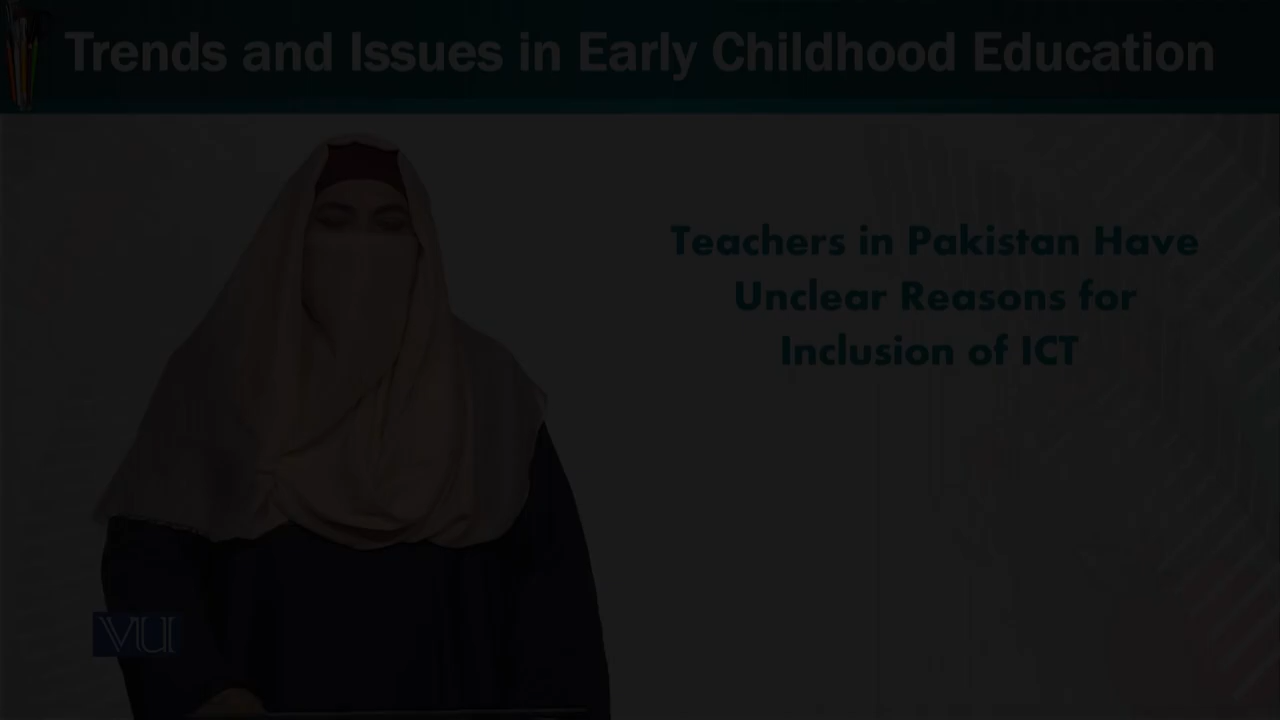 Trends and Issues in Early Childhood Education
Teachers in Pakistan Have
Unclear Reasons for
Inclusion of ICT
VU